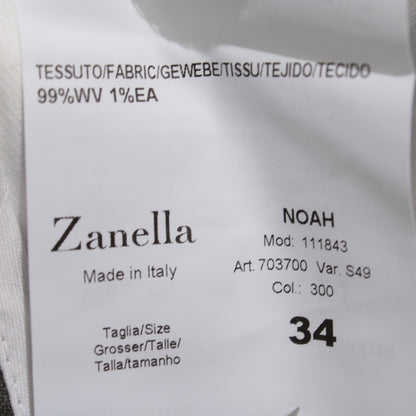 TESSUTO/FABRIC/GEWEBE/TISSU/TEJIDO/TECIDO
99%WV 1%EA
Zanella
Made in Italy
NOAH
Mod: 111843
Art. 703700 Var. S49
Col.: 300
Taglia/Size
Grosser/Talle/
Talla/tamanho
34